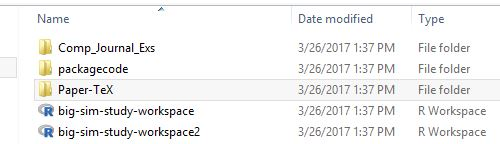 Name Date modified Type
Comp_Journal_Exs 3/26/2017 1:37 PM File folder
packagecode 3/26/2017 1:37 PM File folder
Paper-TeX 3/26/2017 1:37 PM File folder
big-sim-study-workspace 3/26/2017 1:37 PM R Workspace
big-sim-study-workspace2 3/26/2017 1:37 PM R Workspace